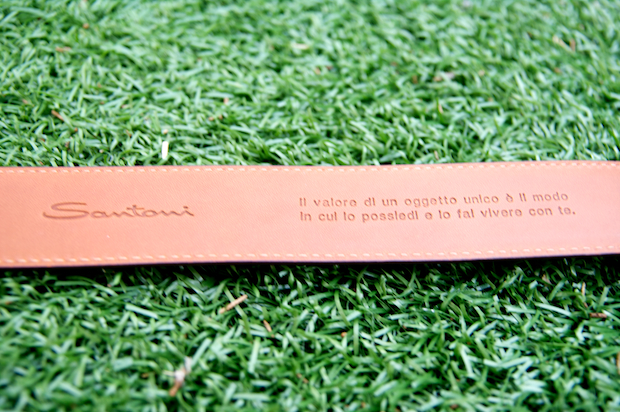 Santoni
Il valore di un oggetto unico è il modo
in cui lo possiedi e lo fai vivere con te.